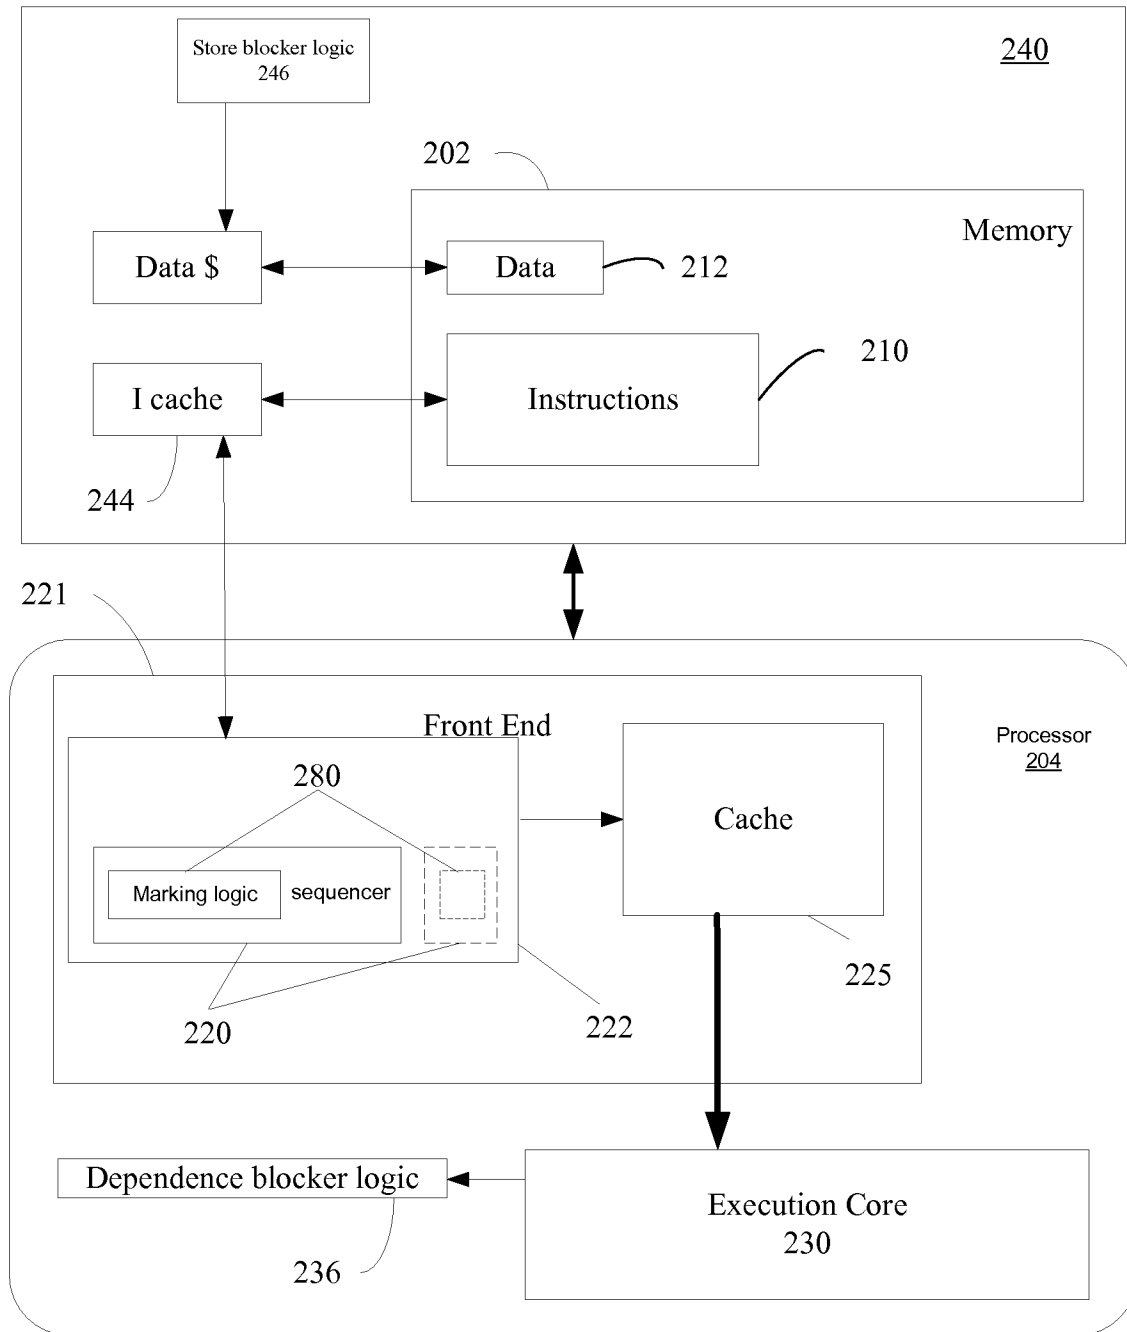 Store blocker logic
246
240
202
Memory
Data $
Data
212
I cache
Instructions
210
244
221
Front End
Processor
204
280
Cache
Marking logic
sequencer
225
220
222
Dependence blocker logic
Execution Core
230
236